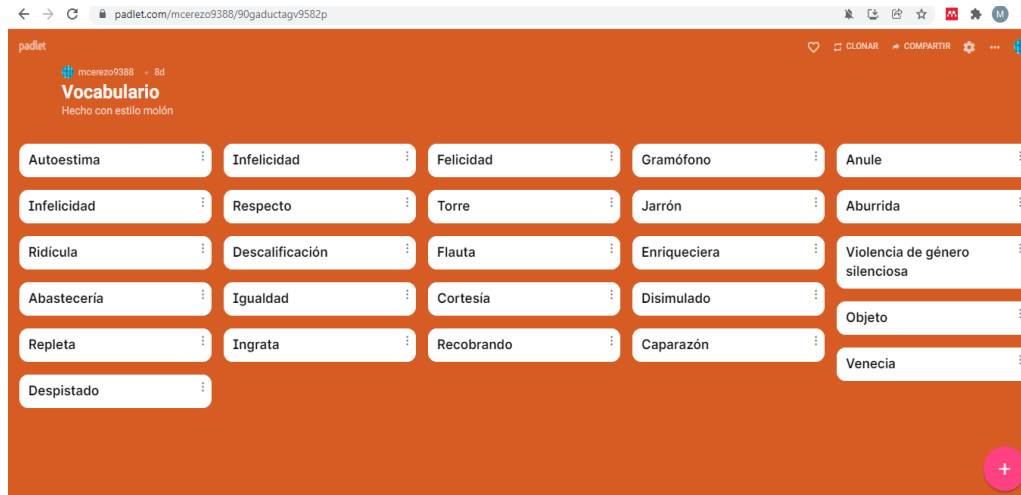 padlet.com/mcerezo9388/90gaductagv9582p
M
padlet
CLONAR
COMPARTIR
mcerezo9388 • 8d
Vocabulario
Hecho con estilo molón
Autoestima
Infelicidad
Ridícula
Abastecería
Repleta
Despistado
Infelicidad
Respecto
Descalificación
Igualdad
Ingrata
Felicidad
Torre
Flauta
Cortesía
Recobrando
Gramófono
Jarrón
Enriqueciera
Disimulado
Caparazón
Anule
Aburrida
Violencia de género
silenciosa
Objeto
Venecia